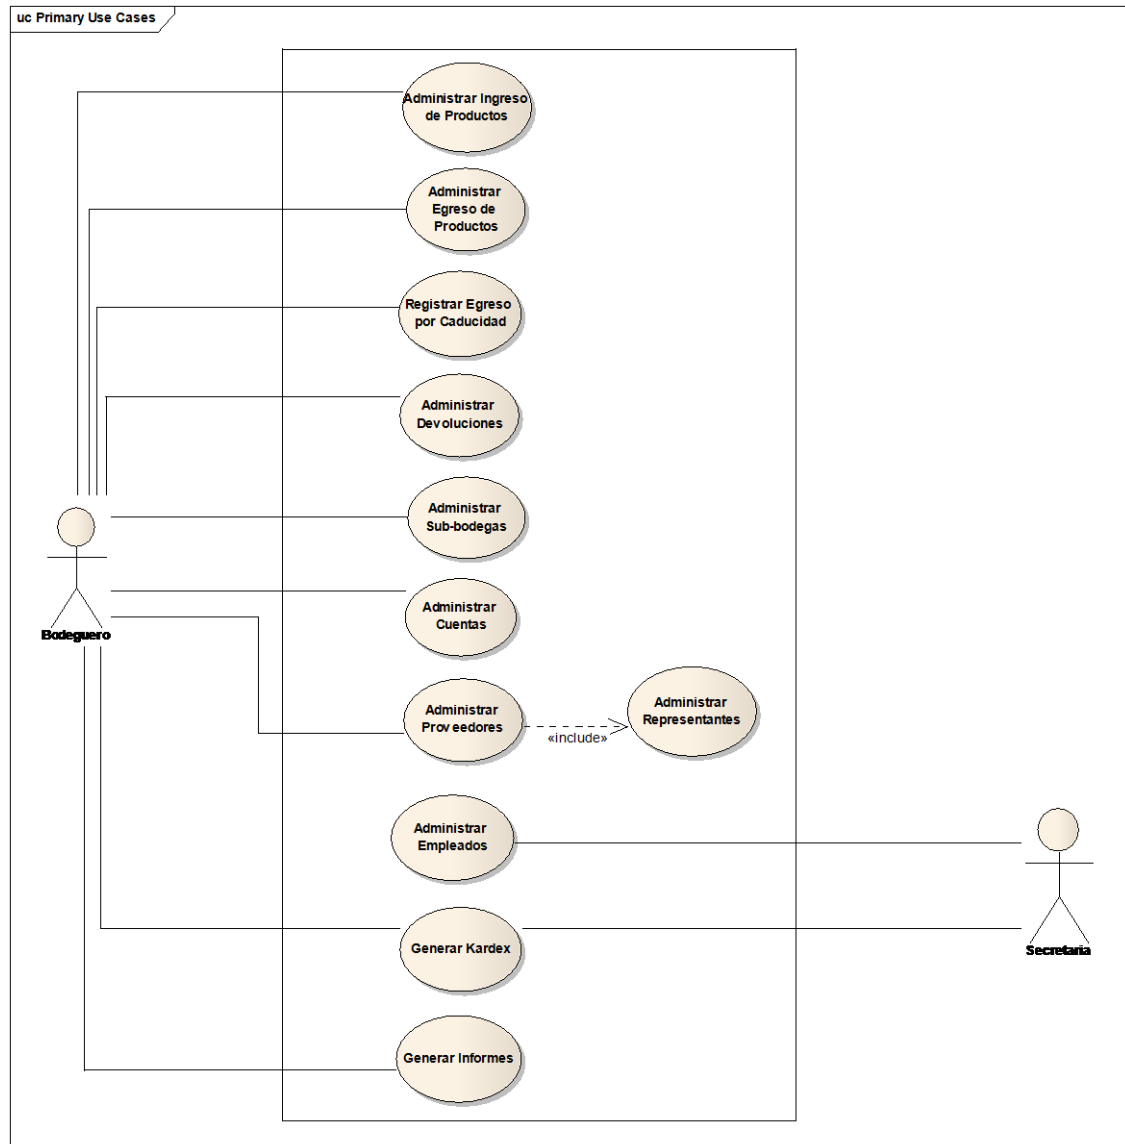 uc Primary Use Cases
Administrar Ingreso
de Productos
Administrar
Egreso de
Productos
Registrar Egreso
por Caducidad
Administrar
Devoluciones
Administrar
Sub-bodegas
Bodeguero
Administrar
Cuentas
Administrar
Proveedores
«include»
Administrar
Representantes
Administrar
Empleados
Secretaria
Generar Kardex
Generar Informes